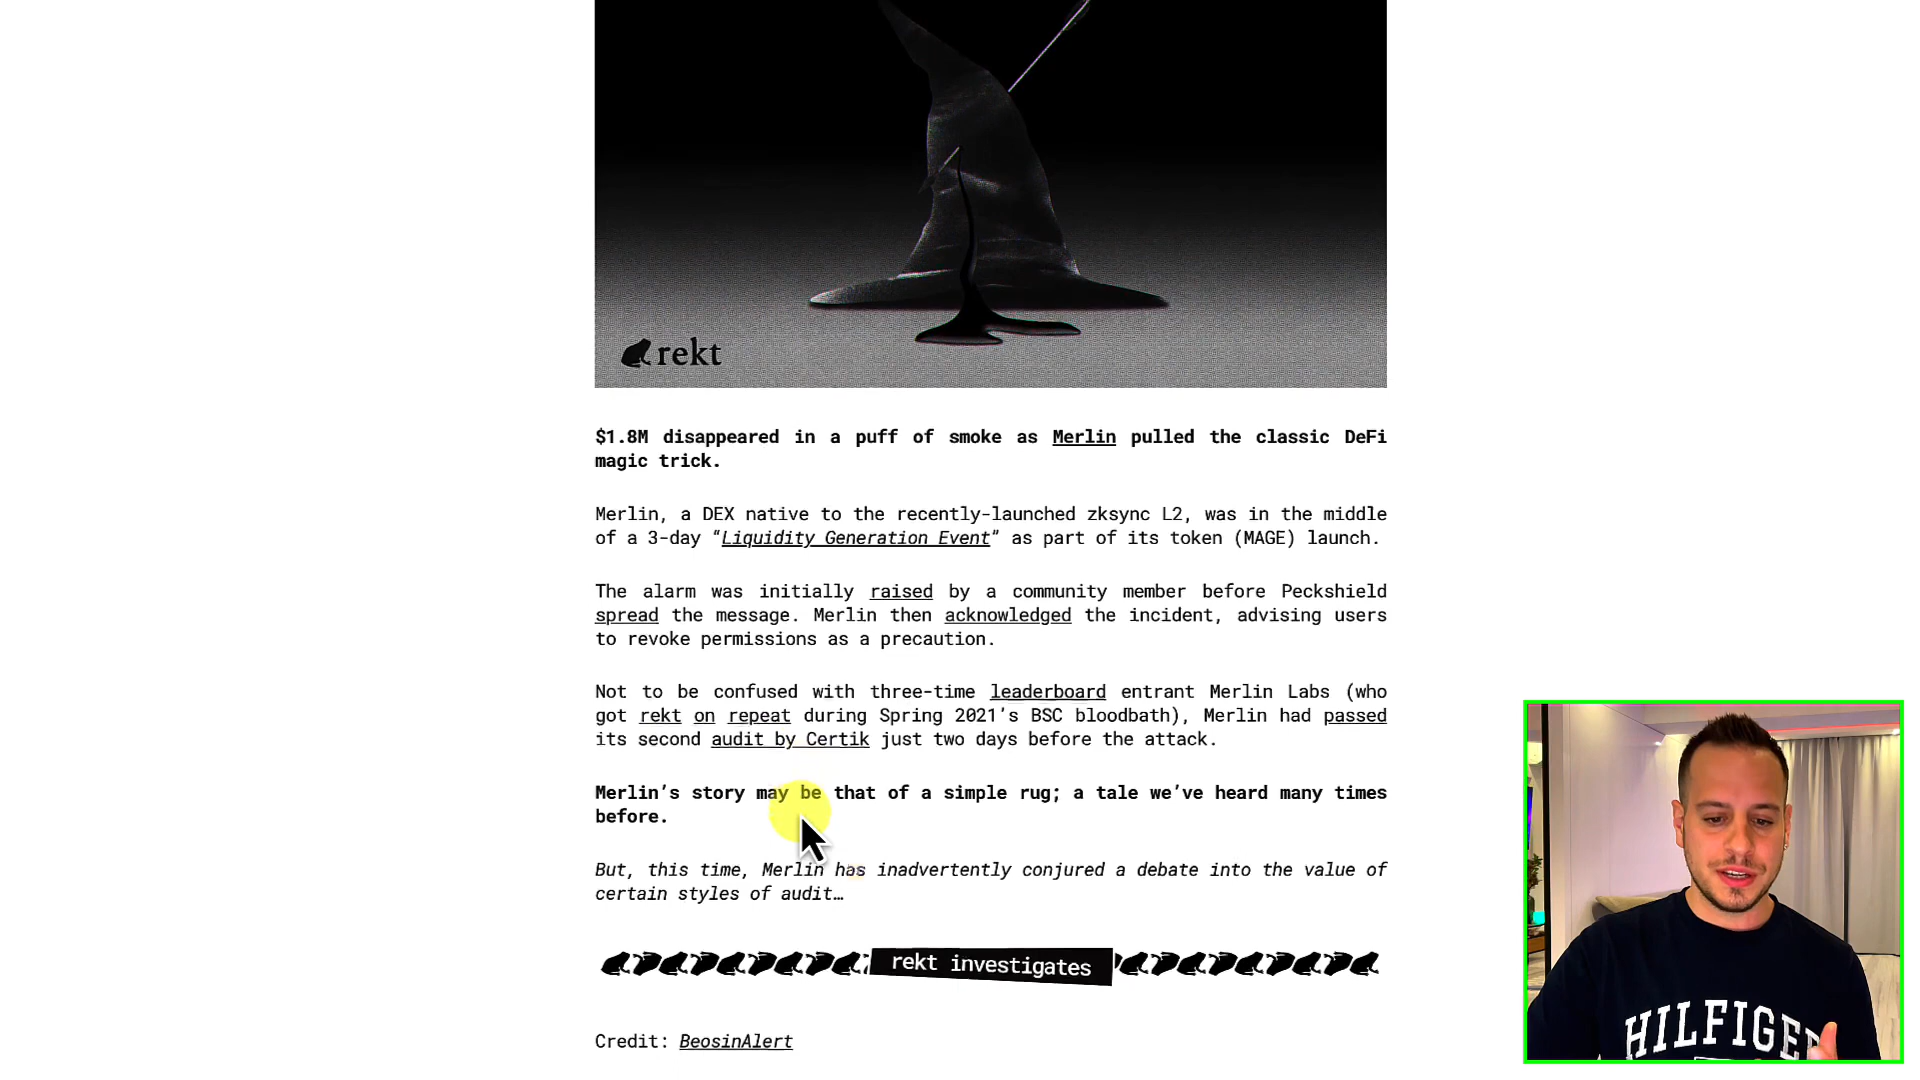 rekt
$1.8M disappeared in a puff of smoke as Merlin pulled the classic DeFi
magic trick.
Merlin, a DEX native to the recently-launched zksync L2, was in the middle
of a 3-day “Liquidity Generation Event” as part of its token (MAGE) launch.
The alarm was initially raised by a community member before Peckshield
spread the message. Merlin then acknowledged the incident, advising users
to revoke permissions as a precaution.
Not to be confused with three-time leaderboard entrant Merlin Labs (who
got rekt on repeat during Spring 2021’s BSC bloodbath), Merlin had passed
its second audit by Certik just two days before the attack.
Merlin’s story may be that of a simple rug; a tale we’ve heard many times
before.
But, this time, Merlin has inadvertently conjured a debate into the value of
certain styles of audit…
rekt investigates
Credit: BeosinAlert
HILFIGER